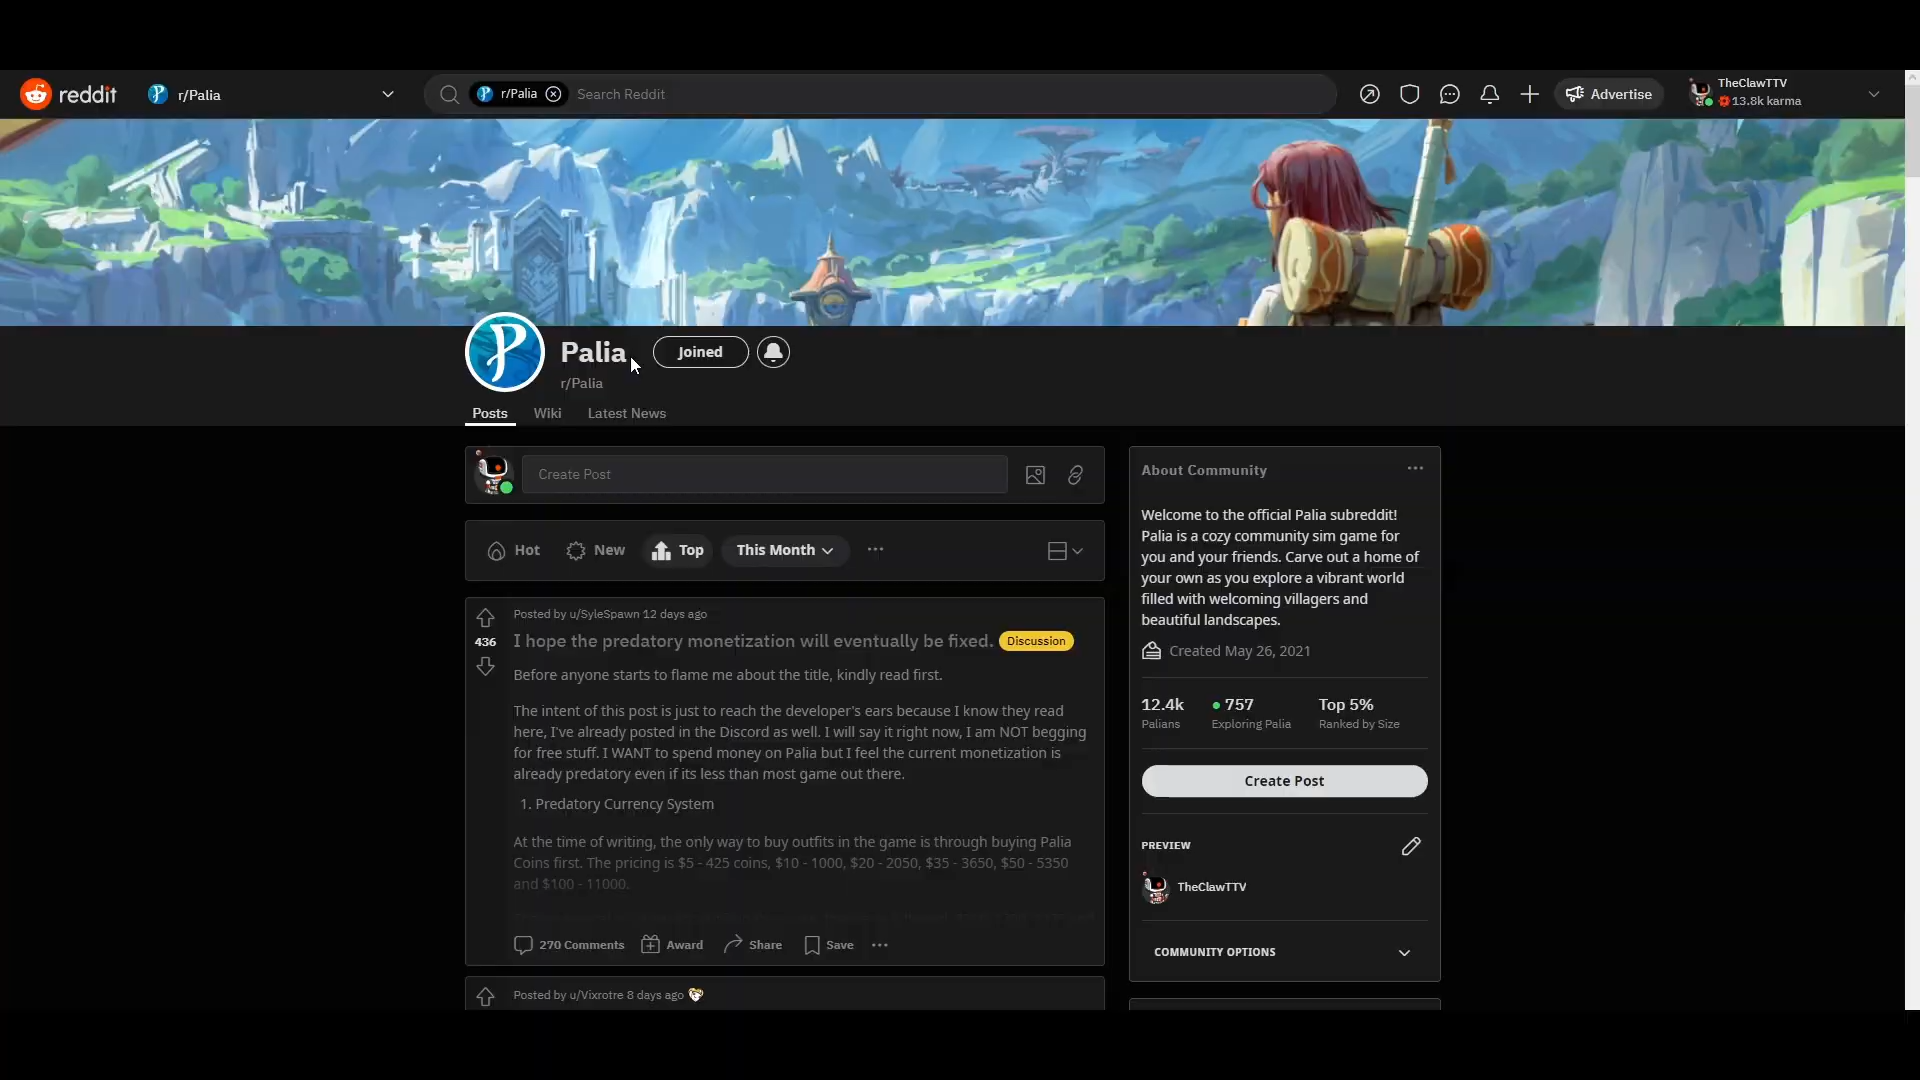 reddit
r/Palia
r/Palia
Search Reddit
Advertise
TheClawTTV
13.8k karma
Palia
Joined
r/Palia
Posts
Wiki
Latest News
Create Post
Hot
New
Top
This Month
Posted by u/SyleSpawn 12 days ago
436
I hope the predatory monetization will eventually be fixed.
Discussion
Before anyone starts to flame me about the title, kindly read first.
The intent of this post is just to reach the developer's ears because I know they read
here, I've already posted in the Discord as well. I will say it right now, I am NOT begging
for free stuff. I WANT to spend money on Palia but I feel the current monetization is
already predatory even if its less than most game out there.
1. Predatory Currency System
At the time of writing, the only way to buy outfits in the game is through buying Palia
Coins first. The pricing is $5 - 425 coins, $10 - 1000, $20 - 2050, $35 - 3650, $50 - 5350
and $100 - 11000.
270 Comments
Award
Share
Save
Posted by u/Vixrotre 8 days ago
About Community
Welcome to the official Palia subreddit!
Palia is a cozy community sim game for
you and your friends. Carve out a home of
your own as you explore a vibrant world
filled with welcoming villagers and
beautiful landscapes.
Created May 26, 2021
12.4k
Palians
757
Exploring Palia
Top 5%
Ranked by Size
Create Post
PREVIEW
TheClawTTV
COMMUNITY OPTIONS